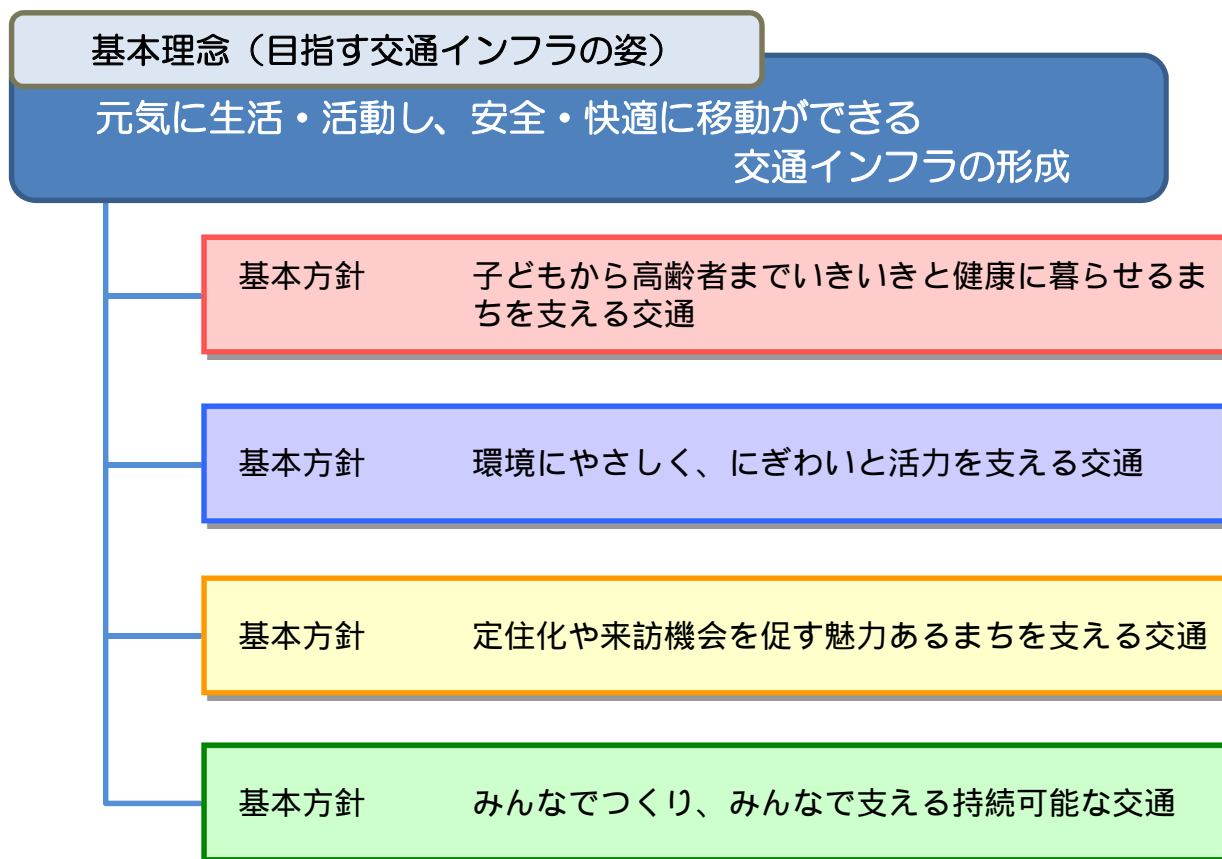 基本理念（目指す交通インフラの姿）
元気に生活・活動し、安全・快適に移動ができる
交通インフラの形成
基本方針 子どもから高齢者までいきいきと健康に暮らせるま
ちを支える交通
基本方針 環境にやさしく、にぎわいと活力を支える交通
基本方針 定住化や来訪機会を促す魅力あるまちを支える交通
基本方針 みんなでつくり、みんなで支える持続可能な交通